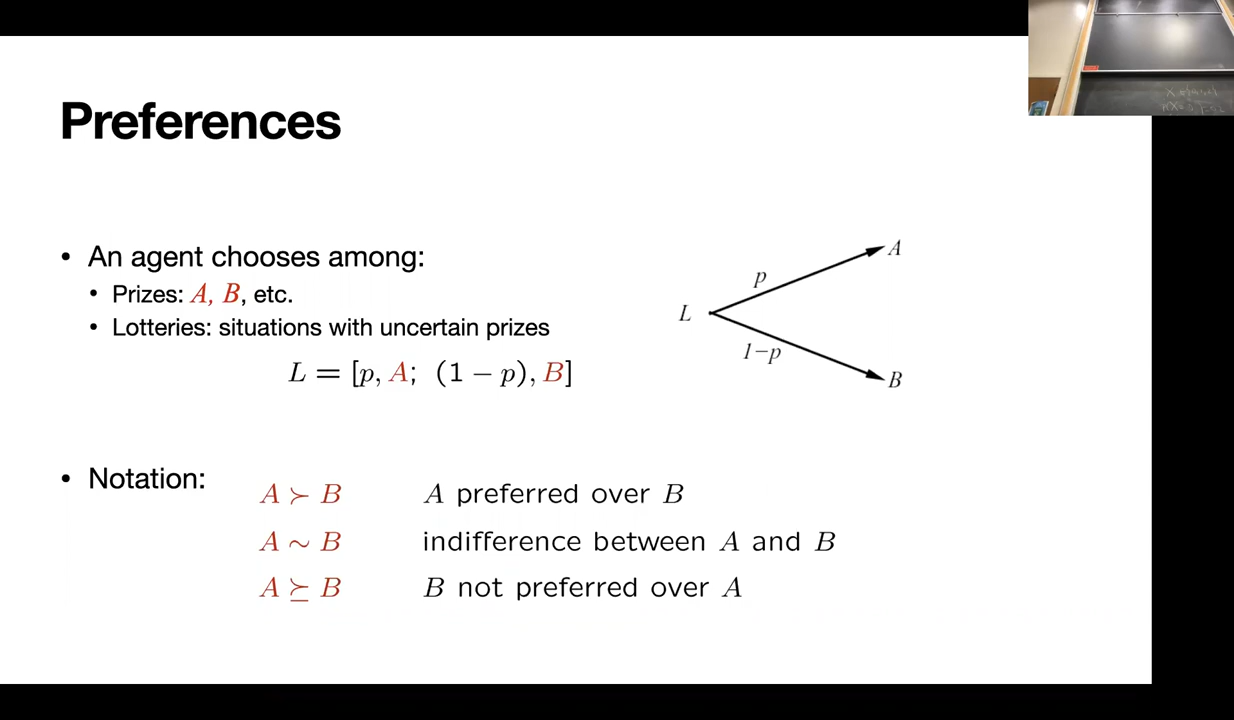 Preferences
• An agent chooses among:
• Prizes: A, B, etc.
• Lotteries: situations with uncertain prizes
L = [p, A; (1 − p), B]
L
p
1−p
A
B
• Notation:
A ≻ B A preferred over B
A ∼ B indifference between A and B
A ⪰ B B not preferred over A